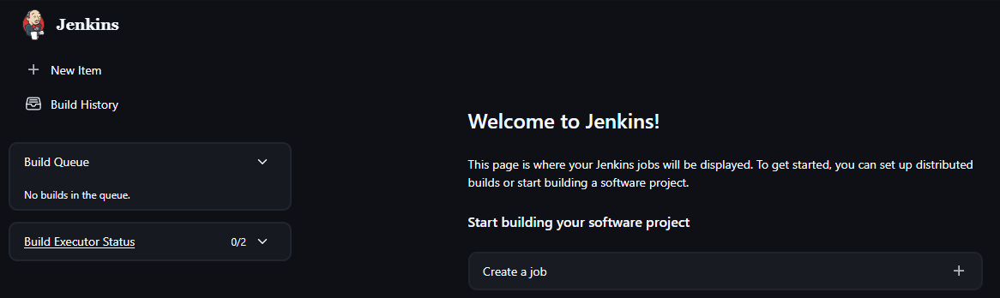 Jenkins
New Item
Build History
Build Queue
No builds in the queue.
Build Executor Status 0/2
Welcome to Jenkins!
This page is where your Jenkins jobs will be displayed. To get started, you can set up distributed
builds or start building a software project.
Start building your software project
Create a job